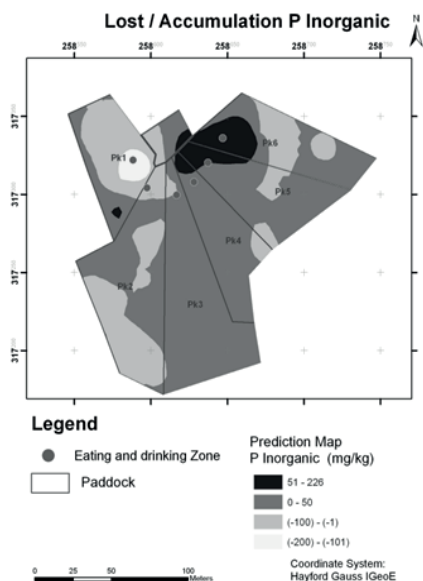 Lost / Accumulation P Inorganic
N
258
258
258
258
258
317
317
317
317
Pk1
Pk6
Pk5
Pk4
Pk2
Pk3
Legend
Eating and drinking Zone
Paddock
Prediction Map
P Inorganic (mg/kg)
51 - 226
0 - 50
(-100) - (-1)
(-200) - (-101)
0 25 50 100
Meters
Coordinate System:
Hayford Gauss IGeoE